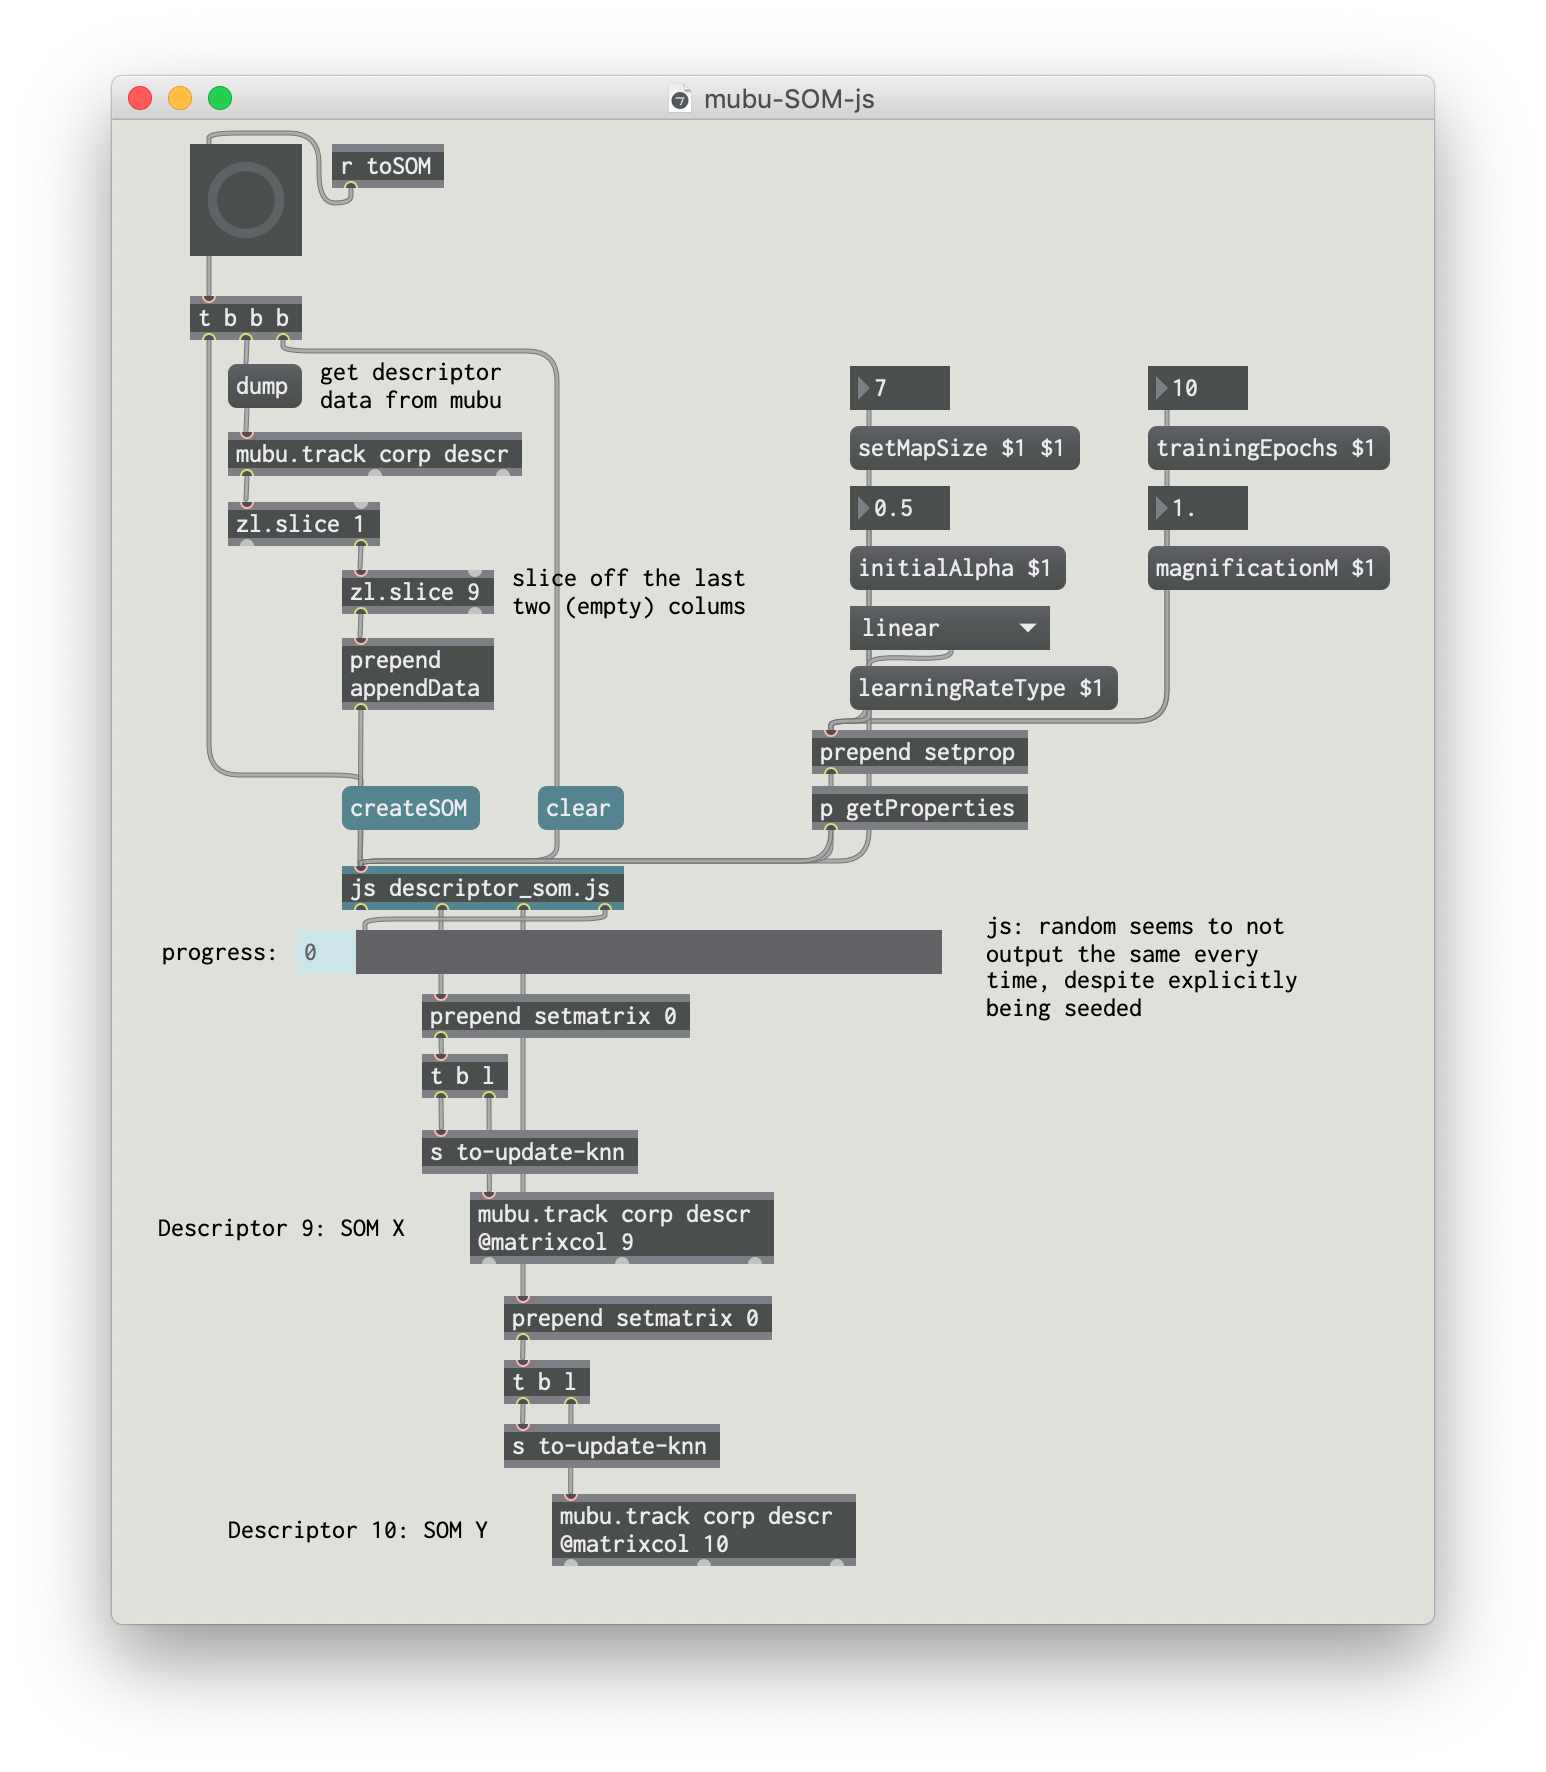 mubu-SOM-js
r toSOM
t b b b
dump
get descriptor
data from mubu
mubu.track corp descr
zl.slice 1
zl.slice 9
slice off the last
two (empty) colums
prepend
appendData
createSOM
clear
7
setMapSize $1 $1
0.5
initialAlpha $1
linear
learningRateType $1
10
trainingEpochs $1
1.
magnificationM $1
prepend setprop
p getProperties
js descriptor_som.js
progress:
0
js: random seems to not
output the same every
time, despite explicitly
being seeded
prepend setmatrix 0
t b l
s to-update-knn
Descriptor 9: SOM X
mubu.track corp descr
@matrixcol 9
prepend setmatrix 0
t b l
s to-update-knn
Descriptor 10: SOM Y
mubu.track corp descr
@matrixcol 10